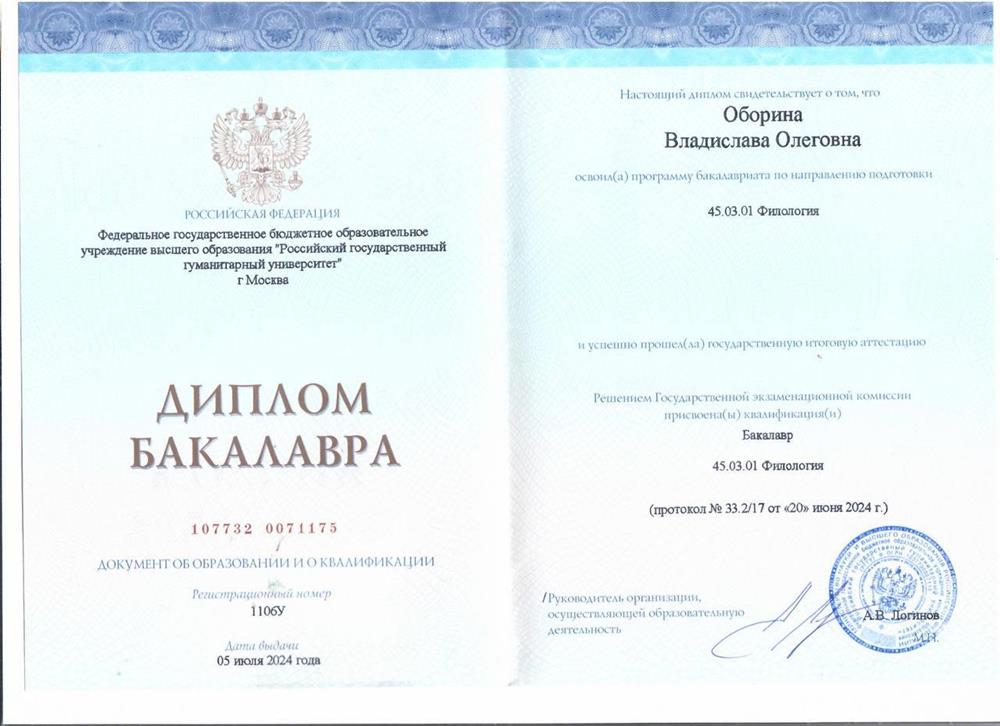 РОССИЙСКАЯ ФЕДЕРАЦИЯ
Федеральное государственное бюджетное образовательное
учреждение высшего образования "Российский государственный
гуманитарный университет"
г Москва
ДИПЛОМ
БАКАЛАВРА
107732 0071175
ДОКУМЕНТ ОБ ОБРАЗОВАНИИ И О КВАЛИФИКАЦИИ
Регистрационный номер
1106У
Дата выдачи
05 июля 2024 года
Настоящий диплом свидетельствует о том, что
Оборина
Владислава Олеговна
освоил(а) программу бакалавриата по направлению подготовки
45.03.01 Филология
и успешно прошел(ла) государственную итоговую аттестацию
Решением Государственной экзаменационной комиссии
присвоена(ы) квалификация(и)
Бакалавр
45.03.01 Филология
(протокол № 33.2/17 от «20» июня 2024 г.)
Руководитель организации,
осуществляющей образовательную
деятельность
А.В. Логинов
М.П.